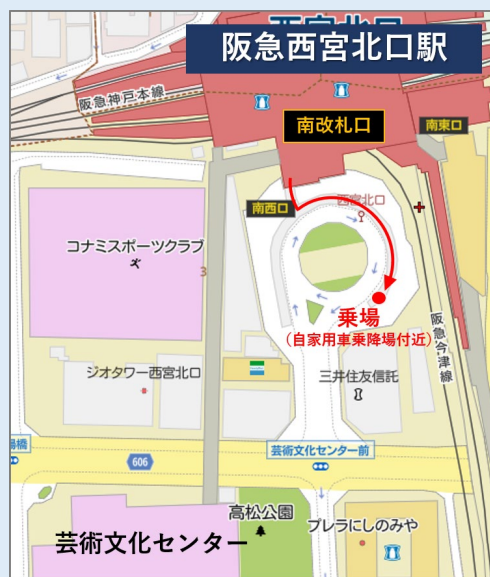 西宮北口
阪急西宮北口駅
阪急神戸本線
南改札口
南東口
南西口
西宮北口
コナミスポーツクラブ
3
乗場
(自家用車乗降場付近)
阪急今津線
ジオタワー西宮北口
三井住友信託
606
芸術文化センター前
高松公園
プレラにしのみや
芸術文化センター